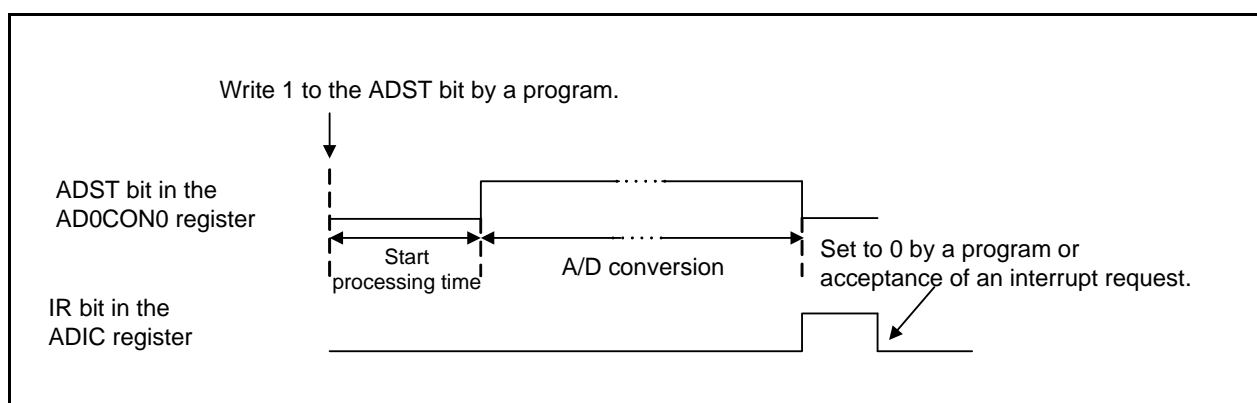 Write 1 to the ADST bit by a program.
ADST bit in the
AD0CON0 register
Start
processing time
A/D conversion
Set to 0 by a program or
acceptance of an interrupt request.
IR bit in the
ADIC register